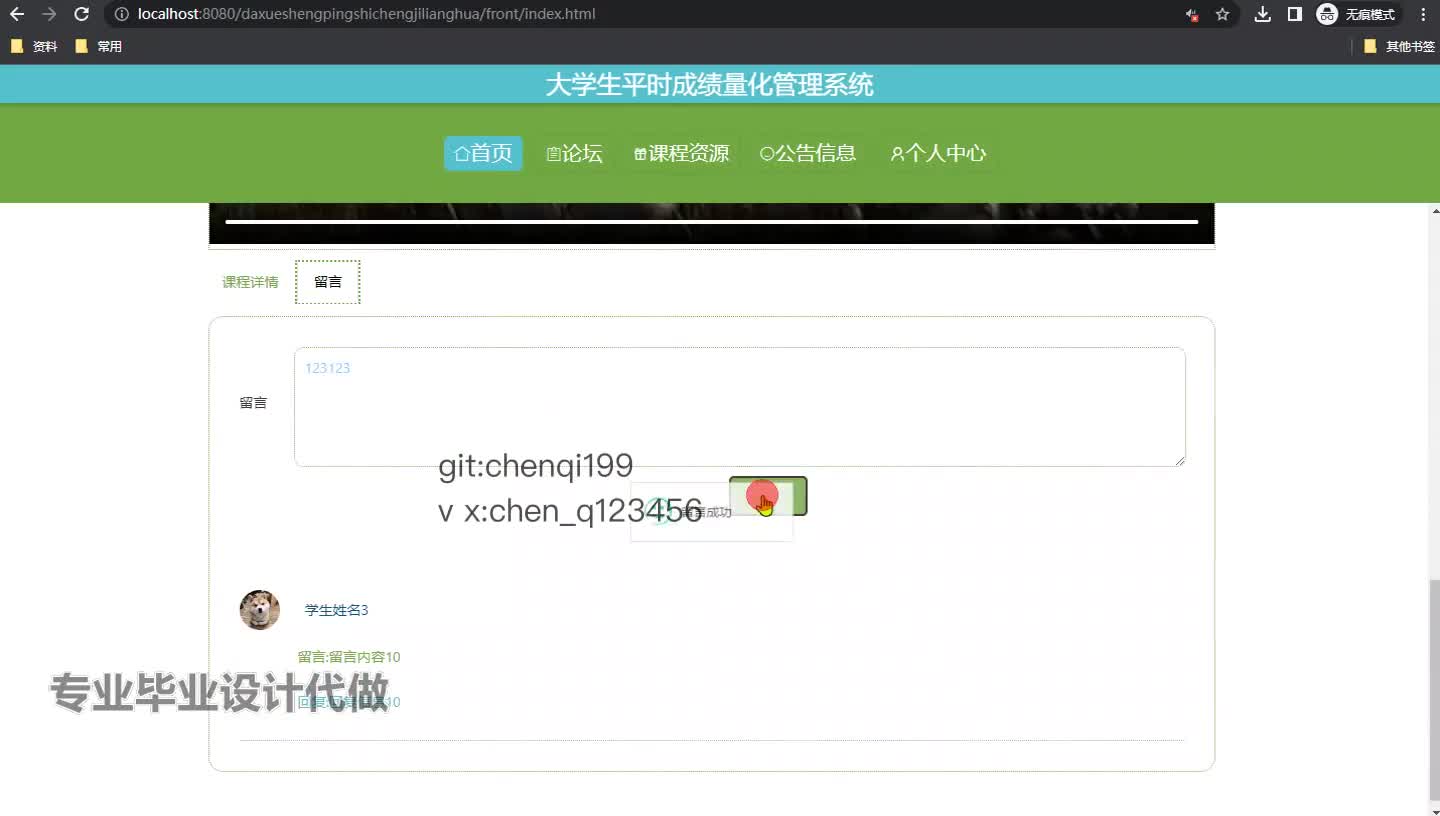 localhost:8080/daxueshengpingshichengjilianghua/front/index.html
无痕模式
资料
常用
其他书签
大学生平时成绩量化管理系统
首页
论坛
课程资源
公告信息
个人中心
课程详情
留言
123123
留言
git:chenqi199
v x:chen_q123456
留言成功
学生姓名3
留言:留言内容10
专业毕业设计代做